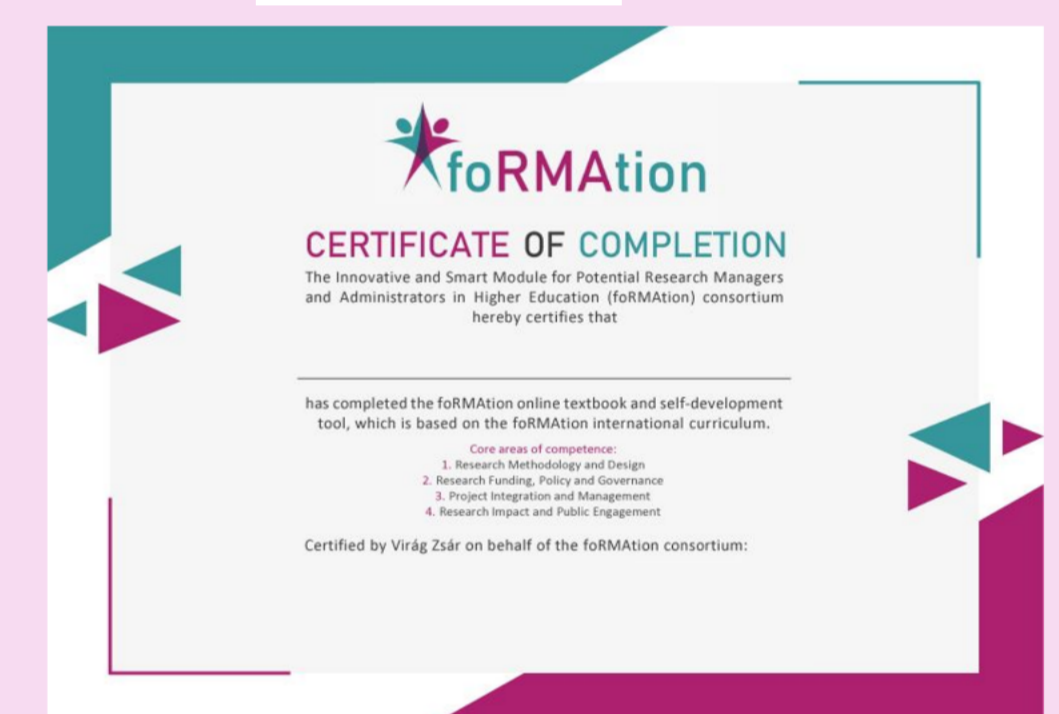 foRMAtion
CERTIFICATE OF COMPLETION
The Innovative and Smart Module for Potential Research Managers
and Administrators in Higher Education (foRMAtion) consortium
hereby certifies that
has completed the foRMAtion online textbook and self-development
tool, which is based on the foRMAtion international curriculum.
Core areas of competence:
1. Research Methodology and Design
2. Research Funding, Policy and Governance
3. Project Integration and Management
4. Research Impact and Public Engagement
Certified by Virág Zsár on behalf of the foRMAtion consortium: